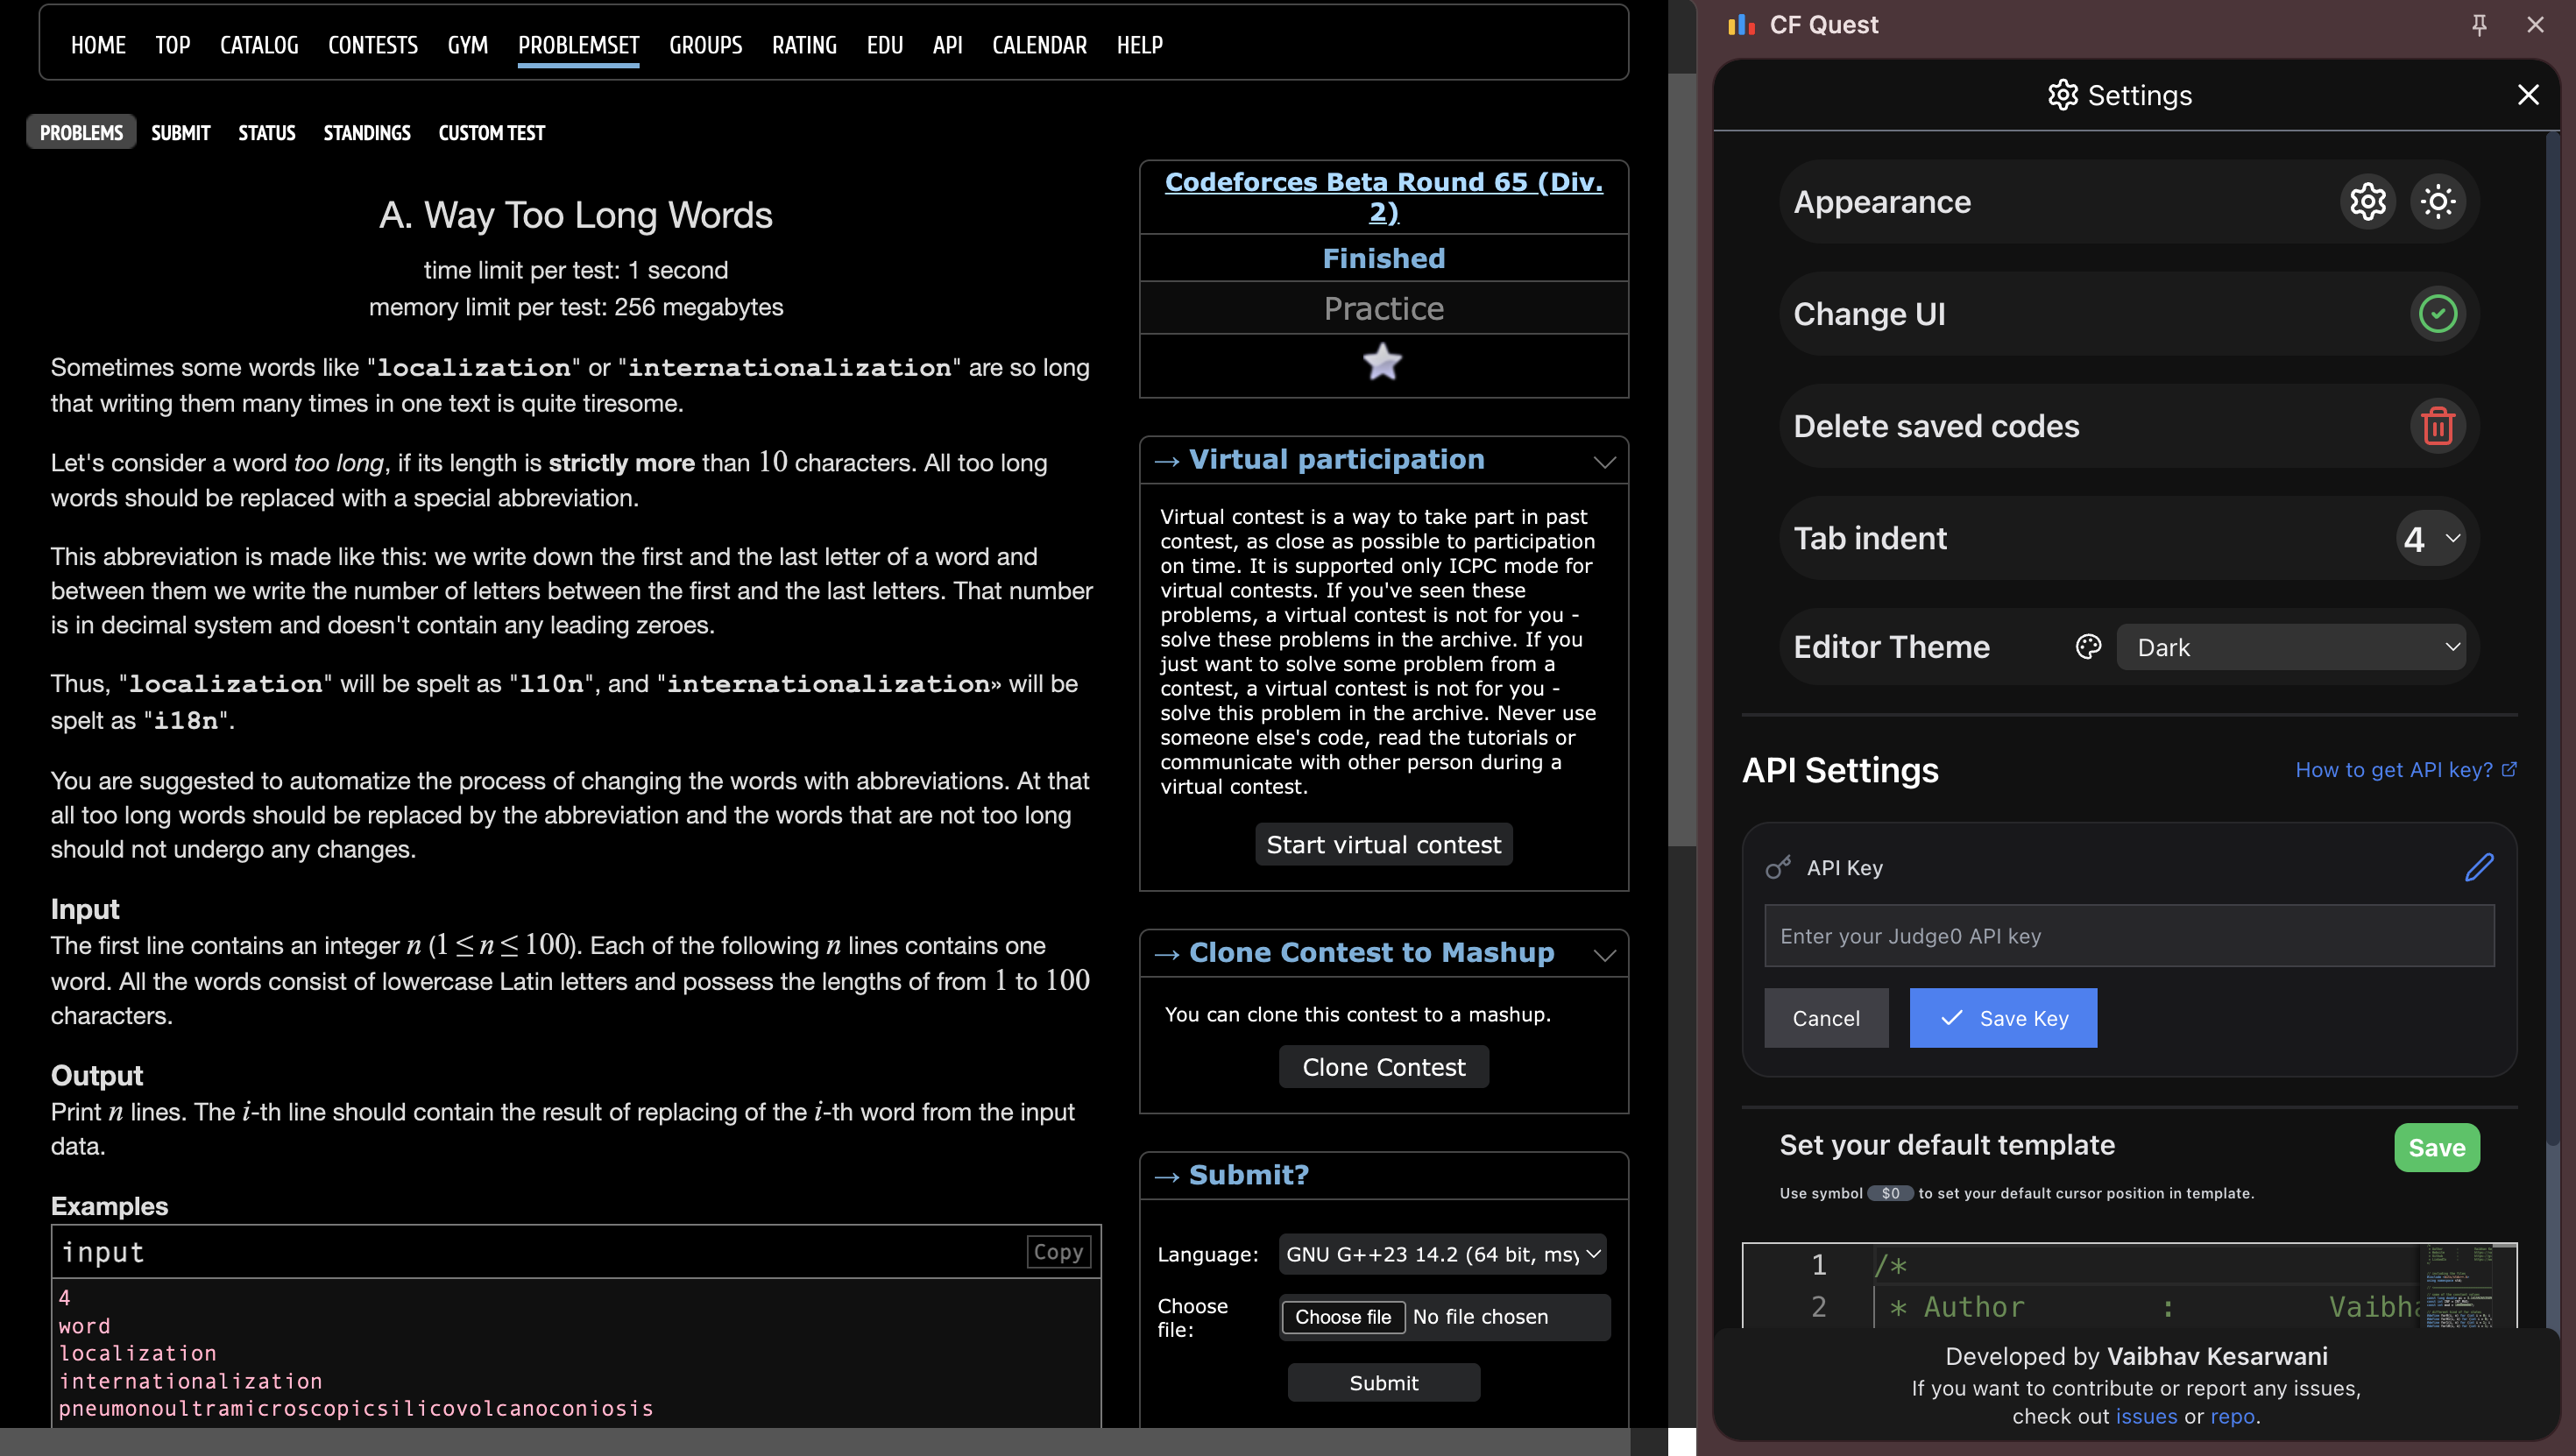 HOME TOP CATALOG CONTESTS GYM PROBLEMSET GROUPS RATING EDU API CALENDAR HELP
PROBLEMS SUBMIT STATUS STANDINGS CUSTOM TEST
A. Way Too Long Words
time limit per test: 1 second
memory limit per test: 256 megabytes
Sometimes some words like "localization" or "internationalization" are so long
that writing them many times in one text is quite tiresome.
Let's consider a word too long, if its length is strictly more than 10 characters. All too long
words should be replaced with a special abbreviation.
This abbreviation is made like this: we write down the first and the last letter of a word and
between them we write the number of letters between the first and the last letters. That number
is in decimal system and doesn't contain any leading zeroes.
Thus, "localization" will be spelt as "l10n", and "internationalization» will be
spelt as "i18n".
You are suggested to automatize the process of changing the words with abbreviations. At that
all too long words should be replaced by the abbreviation and the words that are not too long
should not undergo any changes.
Input
The first line contains an integer n (1 ≤ n ≤ 100). Each of the following n lines contains one
word. All the words consist of lowercase Latin letters and possess the lengths of from 1 to 100
characters.
Output
Print n lines. The i-th line should contain the result of replacing of the i-th word from the input
data.
Examples
input
Copy
4
word
localization
internationalization
pneumonoultramicroscopicsilicovolcanoconiosis
Codeforces Beta Round 65 (Div.
2)
Finished
Practice
→ Virtual participation
Virtual contest is a way to take part in past
contest, as close as possible to participation
on time. It is supported only ICPC mode for
virtual contests. If you've seen these
problems, a virtual contest is not for you -
solve these problems in the archive. If you
just want to solve some problem from a
contest, a virtual contest is not for you -
solve this problem in the archive. Never use
someone else's code, read the tutorials or
communicate with other person during a
virtual contest.
Start virtual contest
→ Clone Contest to Mashup
You can clone this contest to a mashup.
Clone Contest
→ Submit?
Language: GNU G++23 14.2 (64 bit, msy
Choose
file:
Choose file No file chosen
Submit
CF Quest
Settings
Appearance
Change UI
Delete saved codes
Tab indent 4
Editor Theme Dark
API Settings
How to get API key?
API Key
Enter your Judge0 API key
Cancel
Save Key
Set your default template
Save
Use symbol $0 to set your default cursor position in template.
1 /*
2 * Author : Vaibha
Developed by Vaibhav Kesarwani
If you want to contribute or report any issues,
check out issues or repo.